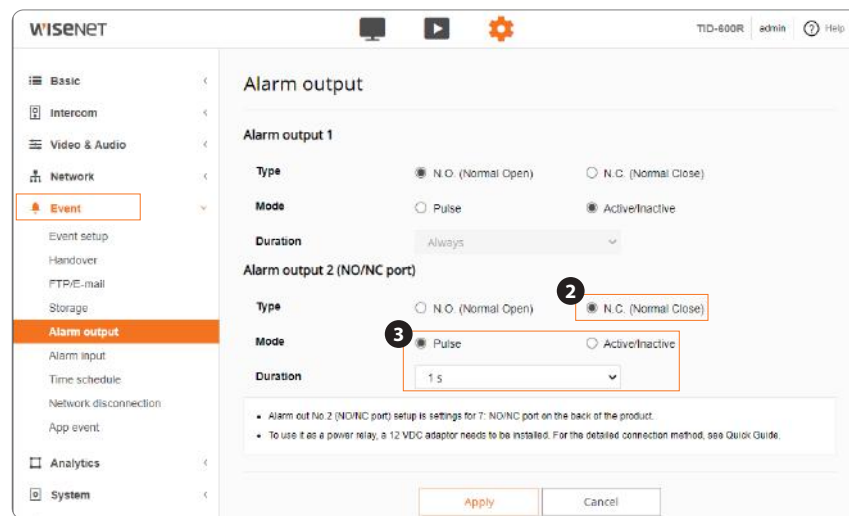 WISENET
TID-600R admin ? Help
Basic
Intercom
Video & Audio
Network
Event
Event setup
Handover
FTP/E-mail
Storage
Alarm output
Alarm input
Time schedule
Network disconnection
App event
Analytics
System
Alarm output
Alarm output 1
Type N.O. (Normal Open) N.C. (Normal Close)
Mode Pulse Active/Inactive
Duration Always
Alarm output 2 (NO/NC port)
2
Type N.O. (Normal Open) N.C. (Normal Close)
3
Mode Pulse Active/Inactive
Duration 1 s
• Alarm out No.2 (NO/NC port) setup is settings for 7: NO/NC port on the back of the product.
• To use it as a power relay, a 12 VDC adaptor needs to be installed. For the detailed connection method, see Quick Guide.
Apply Cancel